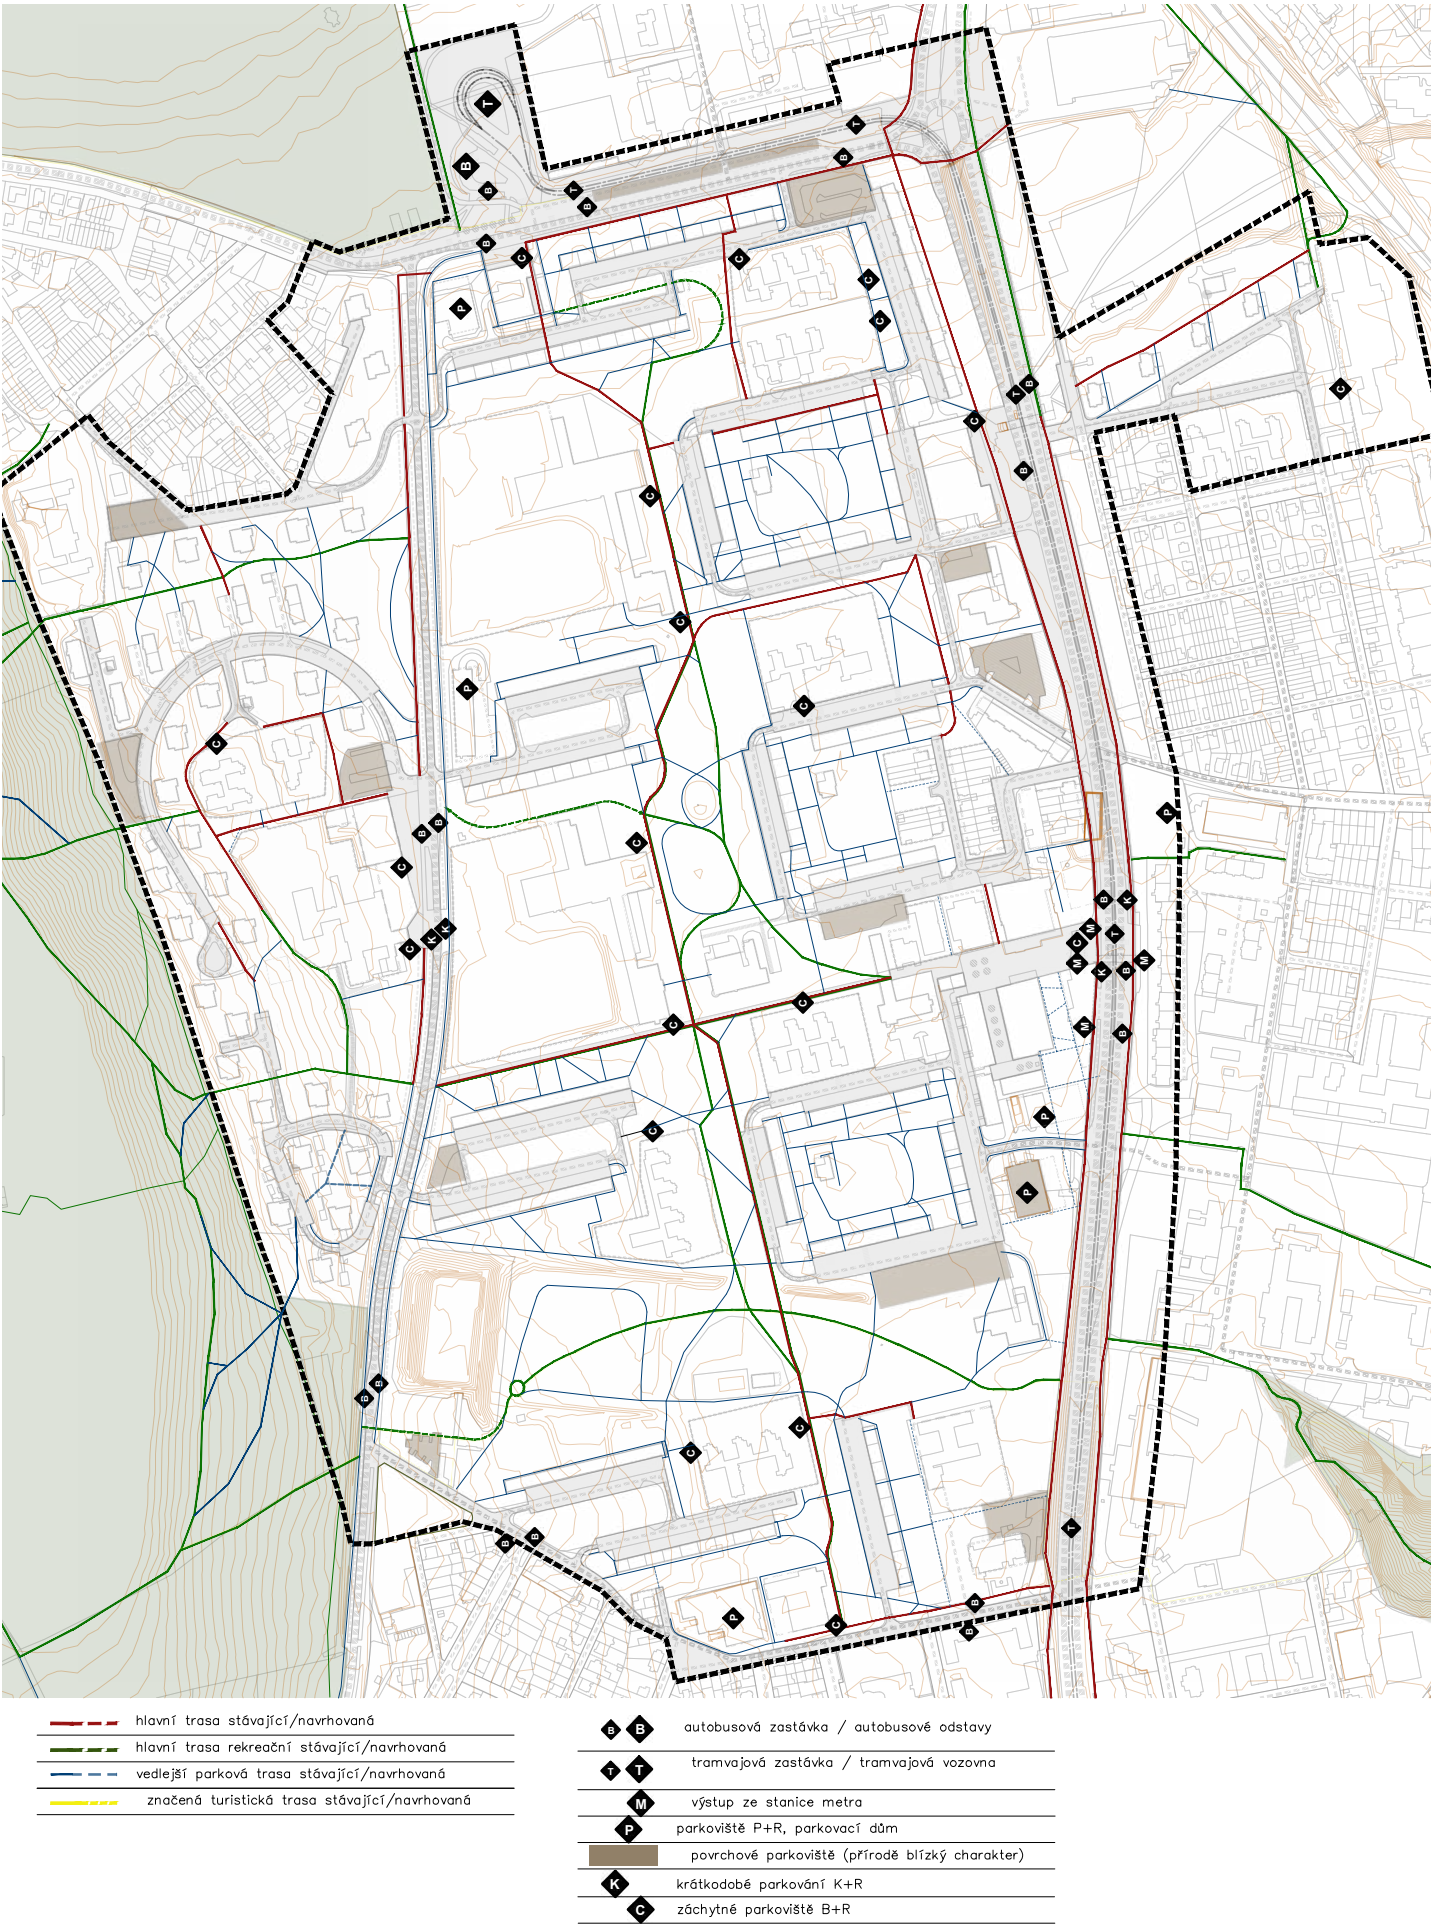 hlavní trasa stávající/navrhovaná
hlavní trasa rekreační stávající/navrhovaná
vedlejší parková trasa stávající/navrhovaná
značená turistická trasa stávající/navrhovaná
B B autobusová zastávka / autobusové odstavy
T T tramvajová zastávka / tramvajová vozovna
M výstup ze stanice metra
P parkoviště P+R, parkovací dům
povrchové parkoviště (přírodě blízký charakter)
K krátkodobé parkování K+R
C záchytné parkoviště B+R